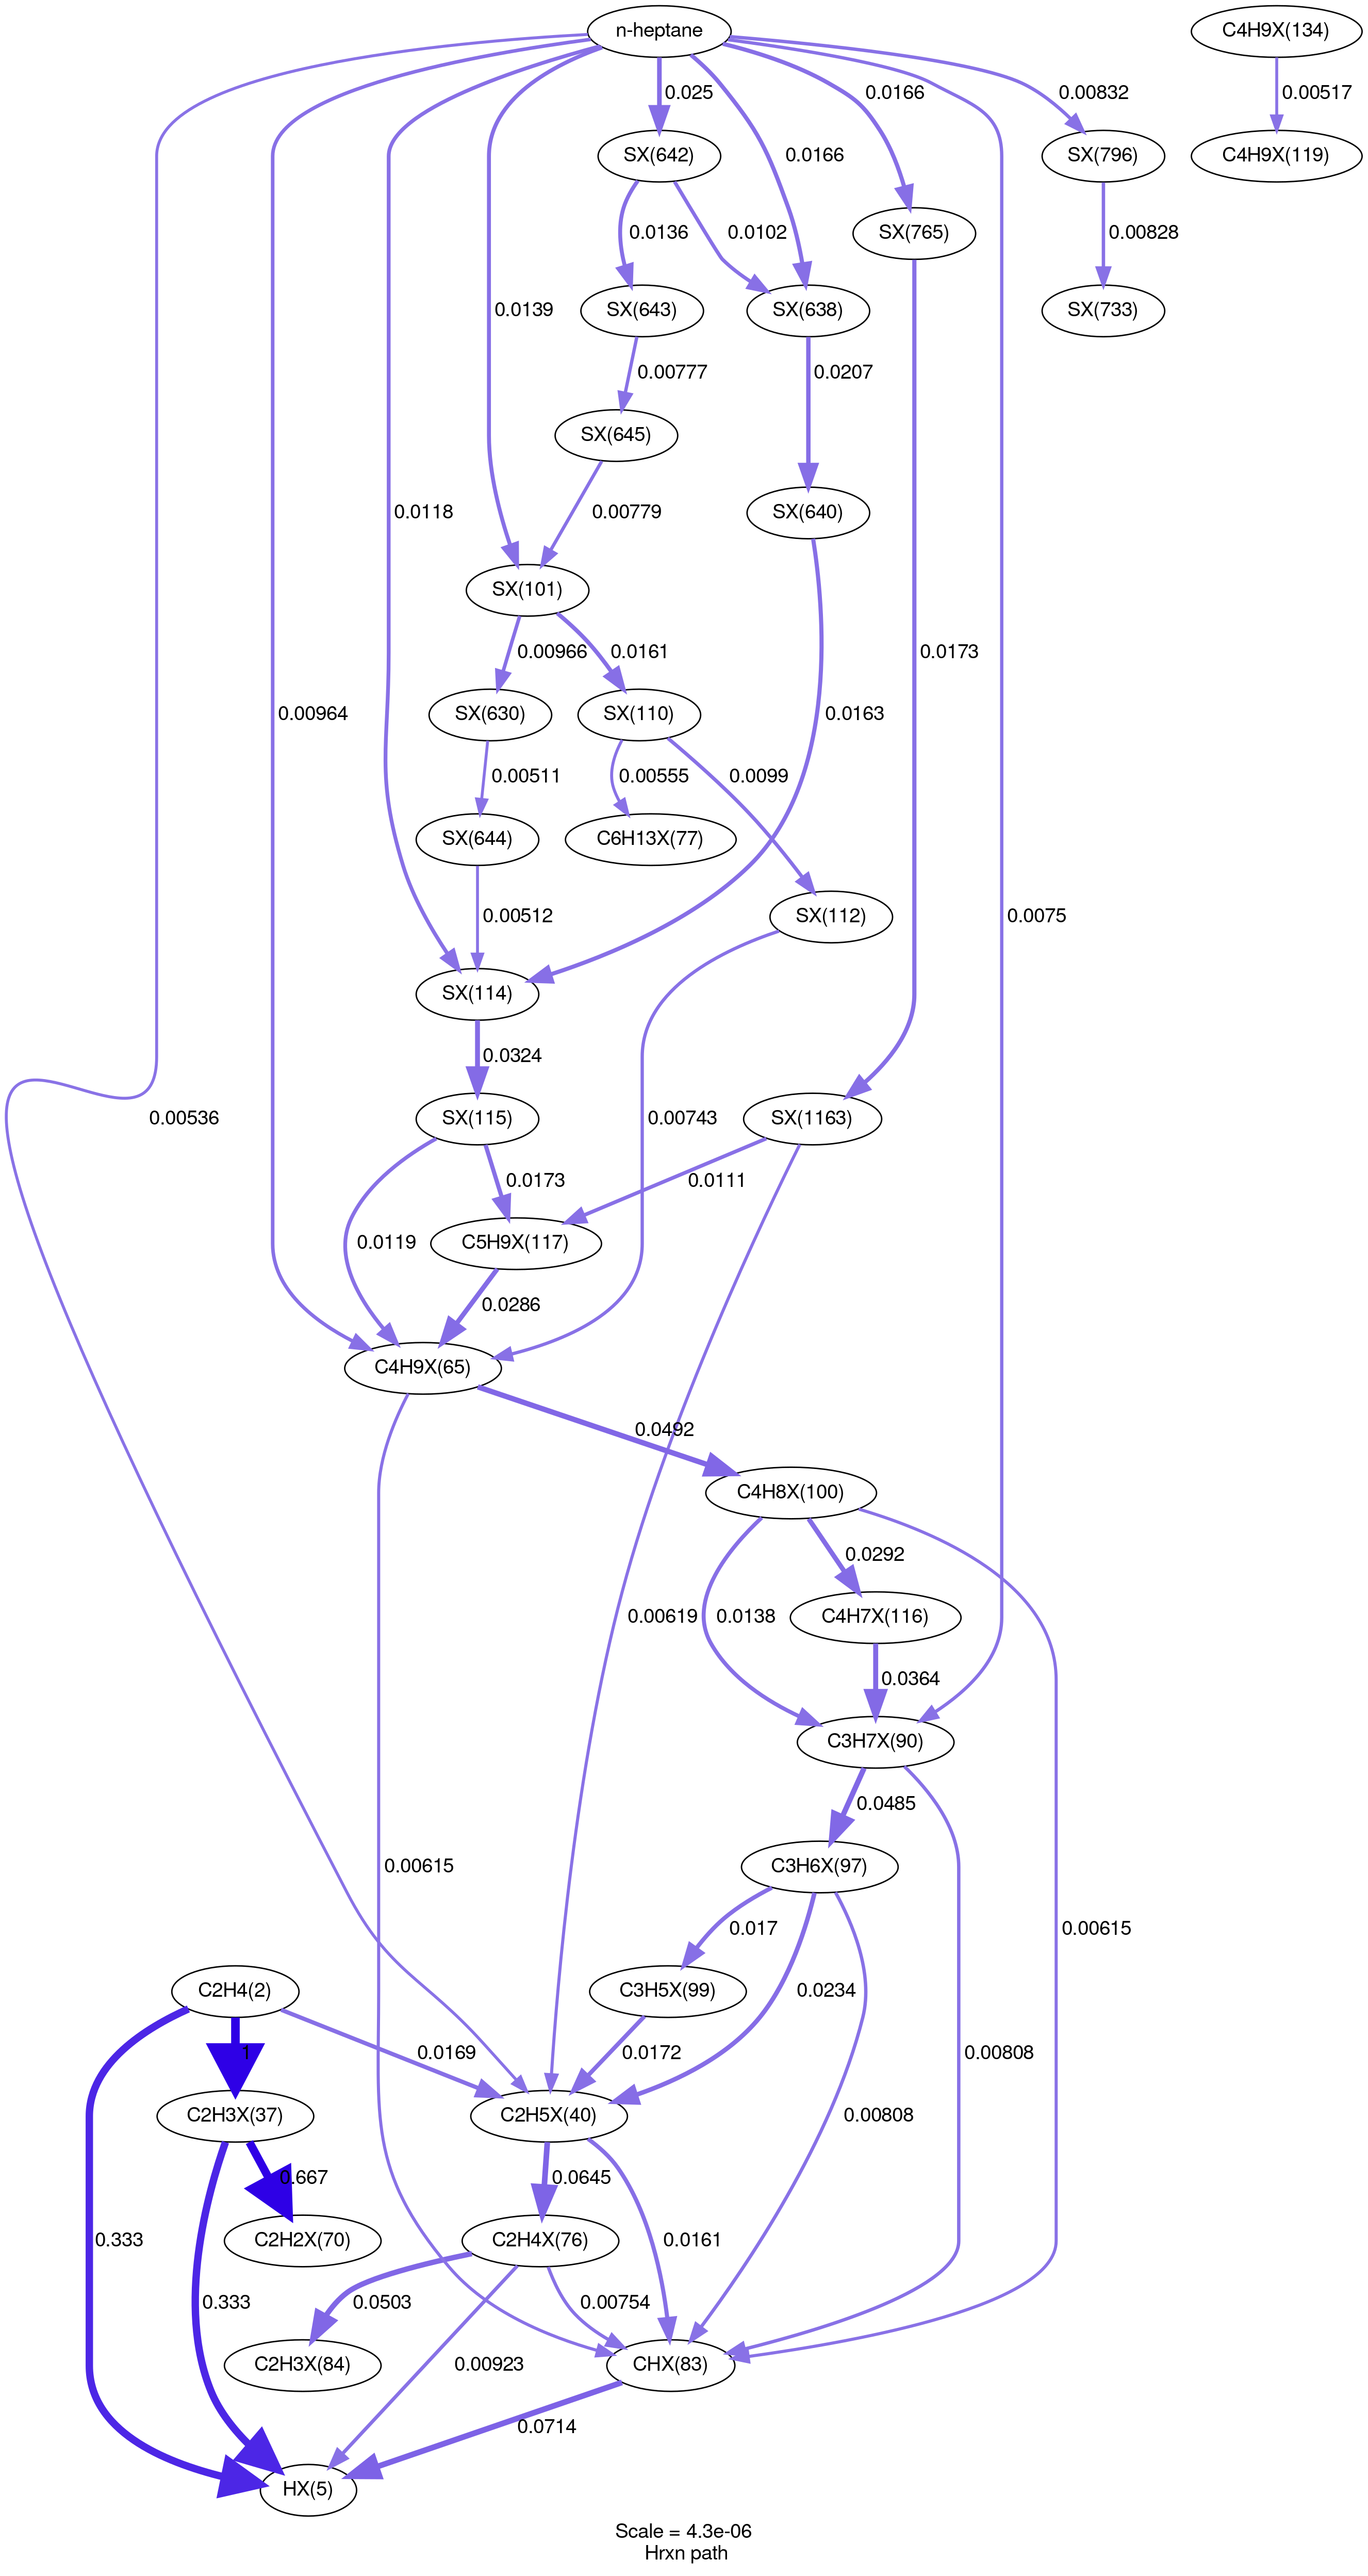 n-heptane
C4H9X(134)
0.025
0.0166
0.00832
0.00517
SX(642)
0.0166
SX(796)
C4H9X(119)
0.0136
0.0102
SX(765)
0.00828
0.0139
SX(643)
SX(638)
SX(733)
0.00777
0.0207
SX(645)
0.0118
0.00779
SX(640)
SX(101)
0.00966
0.0161
0.0173
0.00964
SX(630)
SX(110)
0.0163
0.00511
0.00555
0.0099
SX(644)
C6H13X(77)
0.00512
SX(112)
0.0075
SX(114)
0.0324
0.00536
SX(115)
0.00743
SX(1163)
0.0173
0.0111
0.0119
C5H9X(117)
0.0286
C4H9X(65)
0.0492
C4H8X(100)
0.0292
0.00619
0.0138
C4H7X(116)
0.0364
C3H7X(90)
0.0485
C3H6X(97)
0.00615
0.017
0.00615
C2H4(2)
C3H5X(99)
0.0234
1
0.0169
0.0172
0.00808
C2H3X(37)
C2H5X(40)
0.00808
0.667
0.0645
0.333
C2H2X(70)
C2H4X(76)
0.0161
0.333
0.0503
0.00754
C2H3X(84)
0.00923
CHX(83)
0.0714
HX(5)
Scale = 4.3e-06
Hrxn path